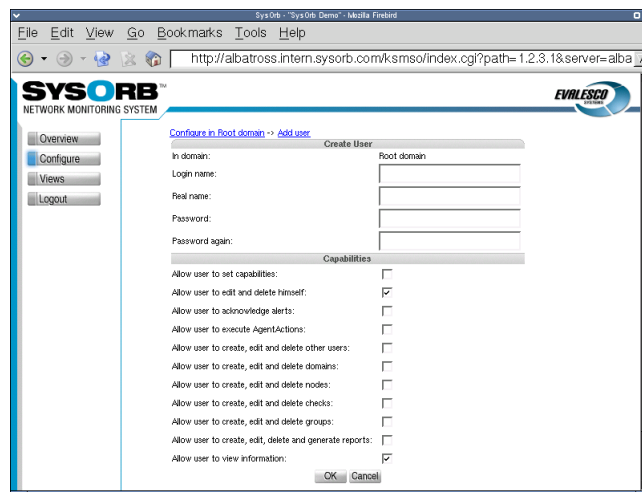 SysOrb - "SysOrb Demo" - Mozilla Firebird
File Edit View Go Bookmarks Tools Help
http://albatross.intern.sysorb.com/ksmso/index.cgi?path=1.2.3.1&server=alba
SYSORB™
NETWORK MONITORING SYSTEM
EVALESCO
SYSTEMS
Overview
Configure
Views
Logout
Configure in Root domain -> Add user
Create User
In domain: Root domain
Login name:
Real name:
Password:
Password again:
Capabilities
Allow user to set capabilities:
Allow user to edit and delete himself:
Allow user to acknowledge alerts:
Allow user to execute AgentActions:
Allow user to create, edit and delete other users:
Allow user to create, edit and delete domains:
Allow user to create, edit and delete nodes:
Allow user to create, edit and delete checks:
Allow user to create, edit and delete groups:
Allow user to create, edit, delete and generate reports:
Allow user to view information:
OK Cancel